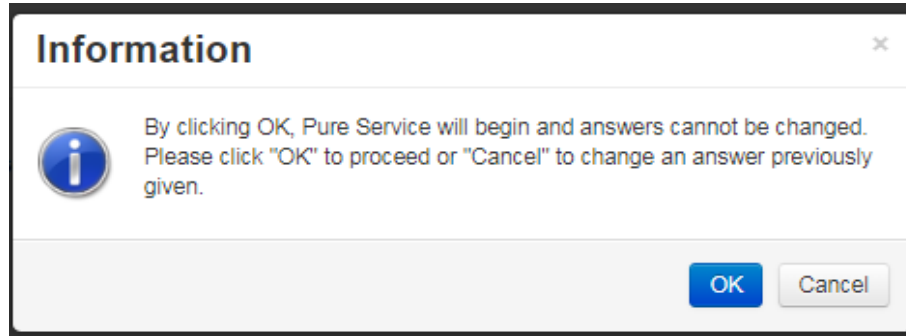 Information
×
By clicking OK, Pure Service will begin and answers cannot be changed.
Please click "OK" to proceed or "Cancel" to change an answer previously
given.
OK
Cancel